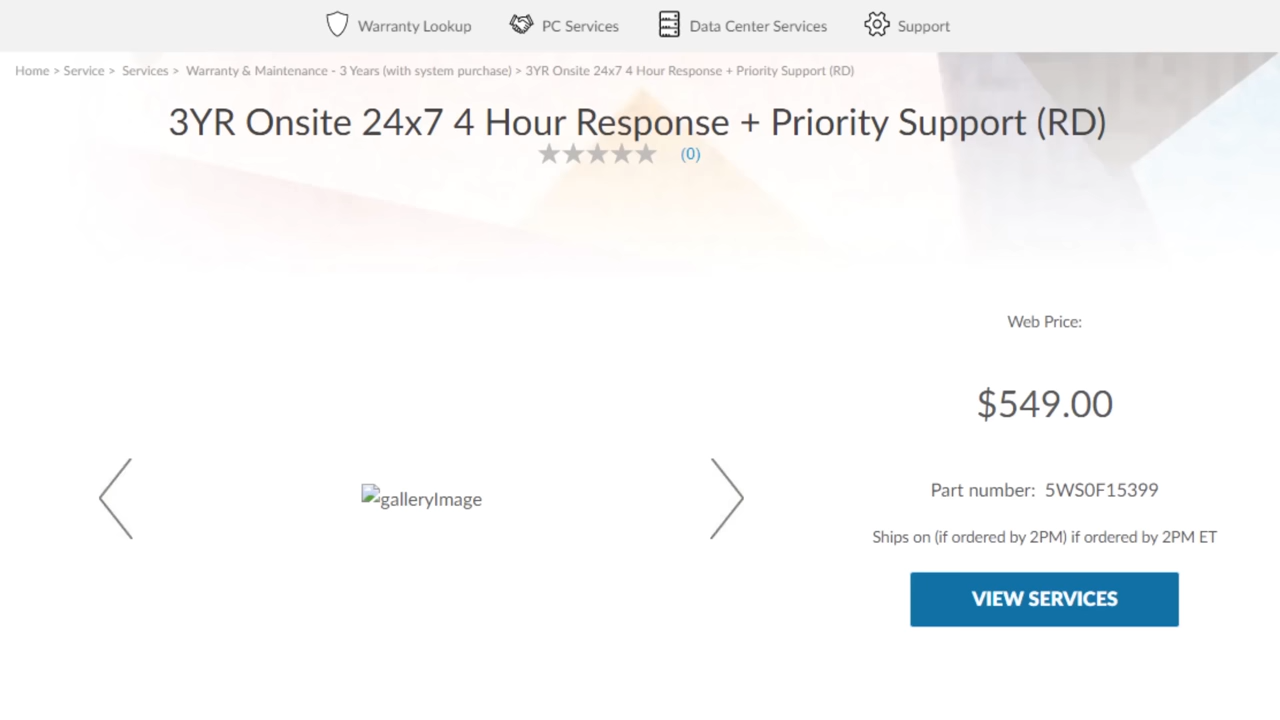 Warranty Lookup PC Services Data Center Services Support
Home > Service > Services > Warranty & Maintenance - 3 Years (with system purchase) > 3YR Onsite 24x7 4 Hour Response + Priority Support (RD)
3YR Onsite 24x7 4 Hour Response + Priority Support (RD)
(0)
Web Price:
$549.00
galleryImage
Part number: 5WS0F15399
Ships on (if ordered by 2PM) if ordered by 2PM ET
VIEW SERVICES